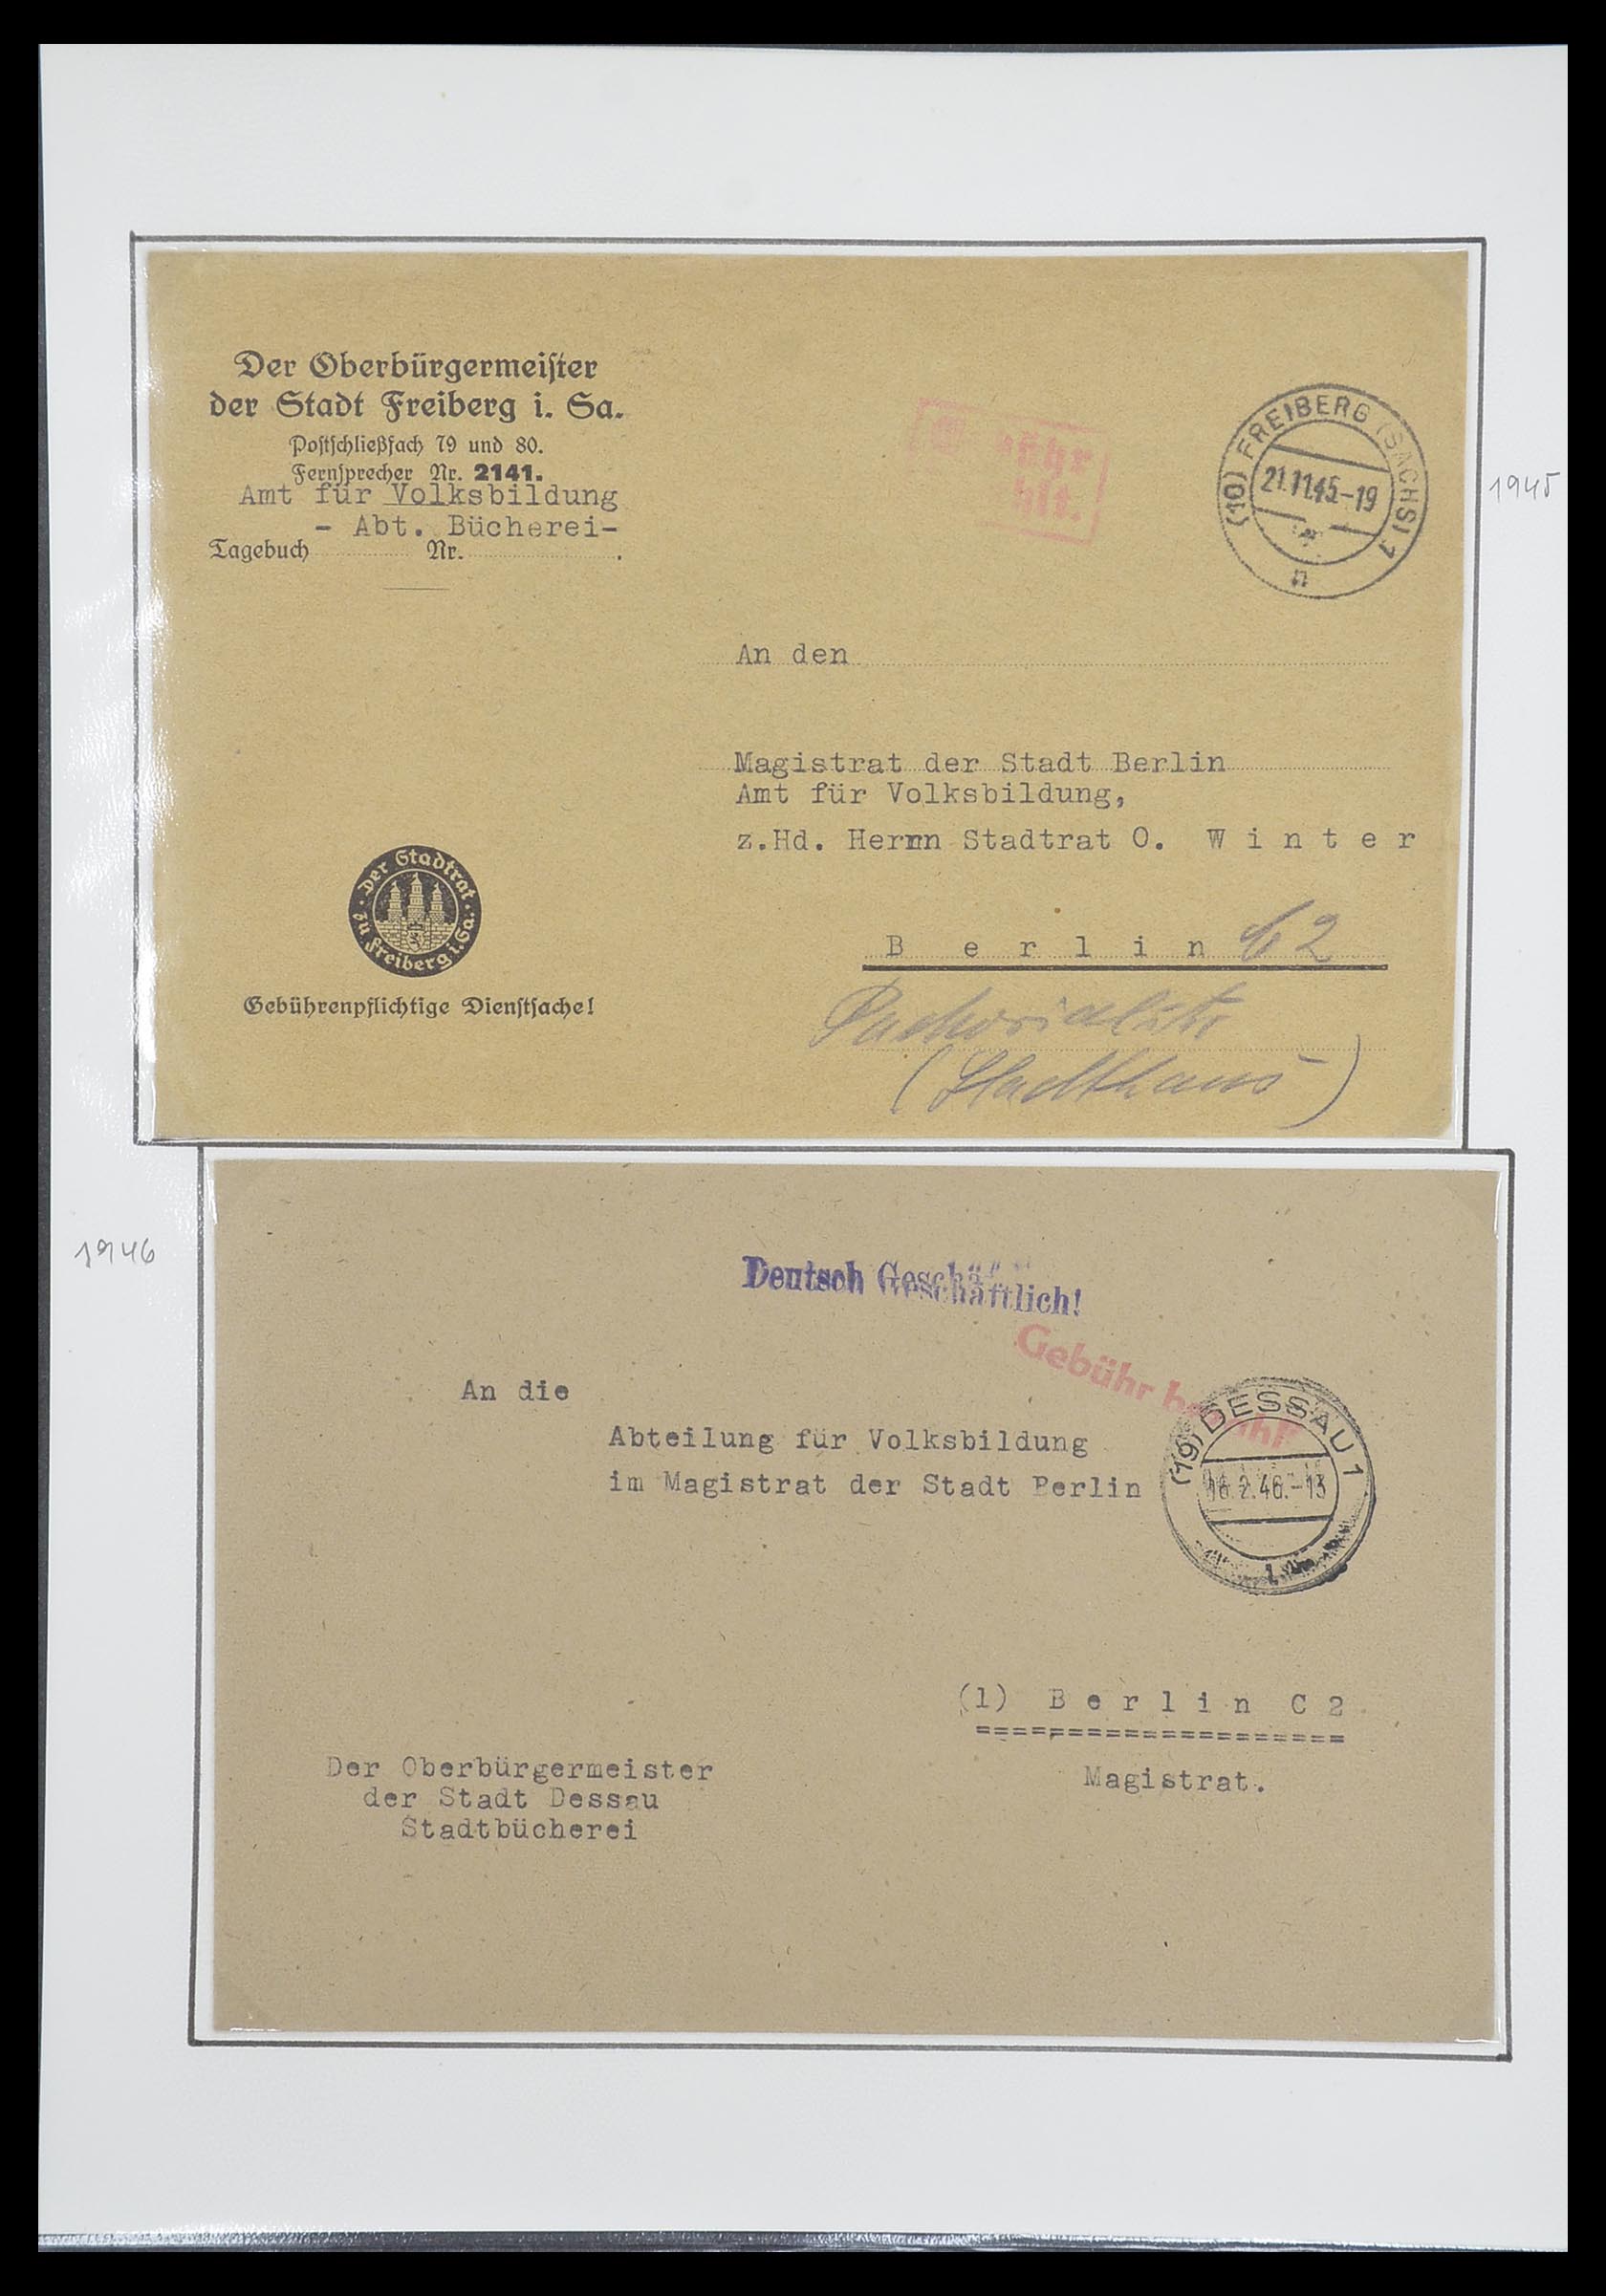 Der Oberbürgermeiſter
der Stadt Freiberg i. Sa.
Poſtſchließfach 79 und 80.
Fernſprecher Nr. 2141.
Amt für Volksbildung
- Abt. Bücherei-
Tagebuch Nr. .
(10) FREIBERG (SACHS) 1
21.11.45.-19
n
1945
An den
Magistrat der Stadt Berlin
Amt für Volksbildung,
z.Hd. Herrn Stadtrat O. W i n t e r
B e r l i n C 2
(Stadthaus)
Der Stadtrat
zu Freiberg i. Sa.
Gebührenpflichtige Dienſtſache!
1946
Deutsch Geschäftlich!
Gebühr bezahlt
(19) DESSAU 1
16.2.46.-13
An die
Abteilung für Volksbildung
im Magistrat der Stadt Berlin
(1) B e r l i n C 2
====================
Magistrat.
Der Oberbürgermeister
der Stadt Dessau
Stadtbücherei